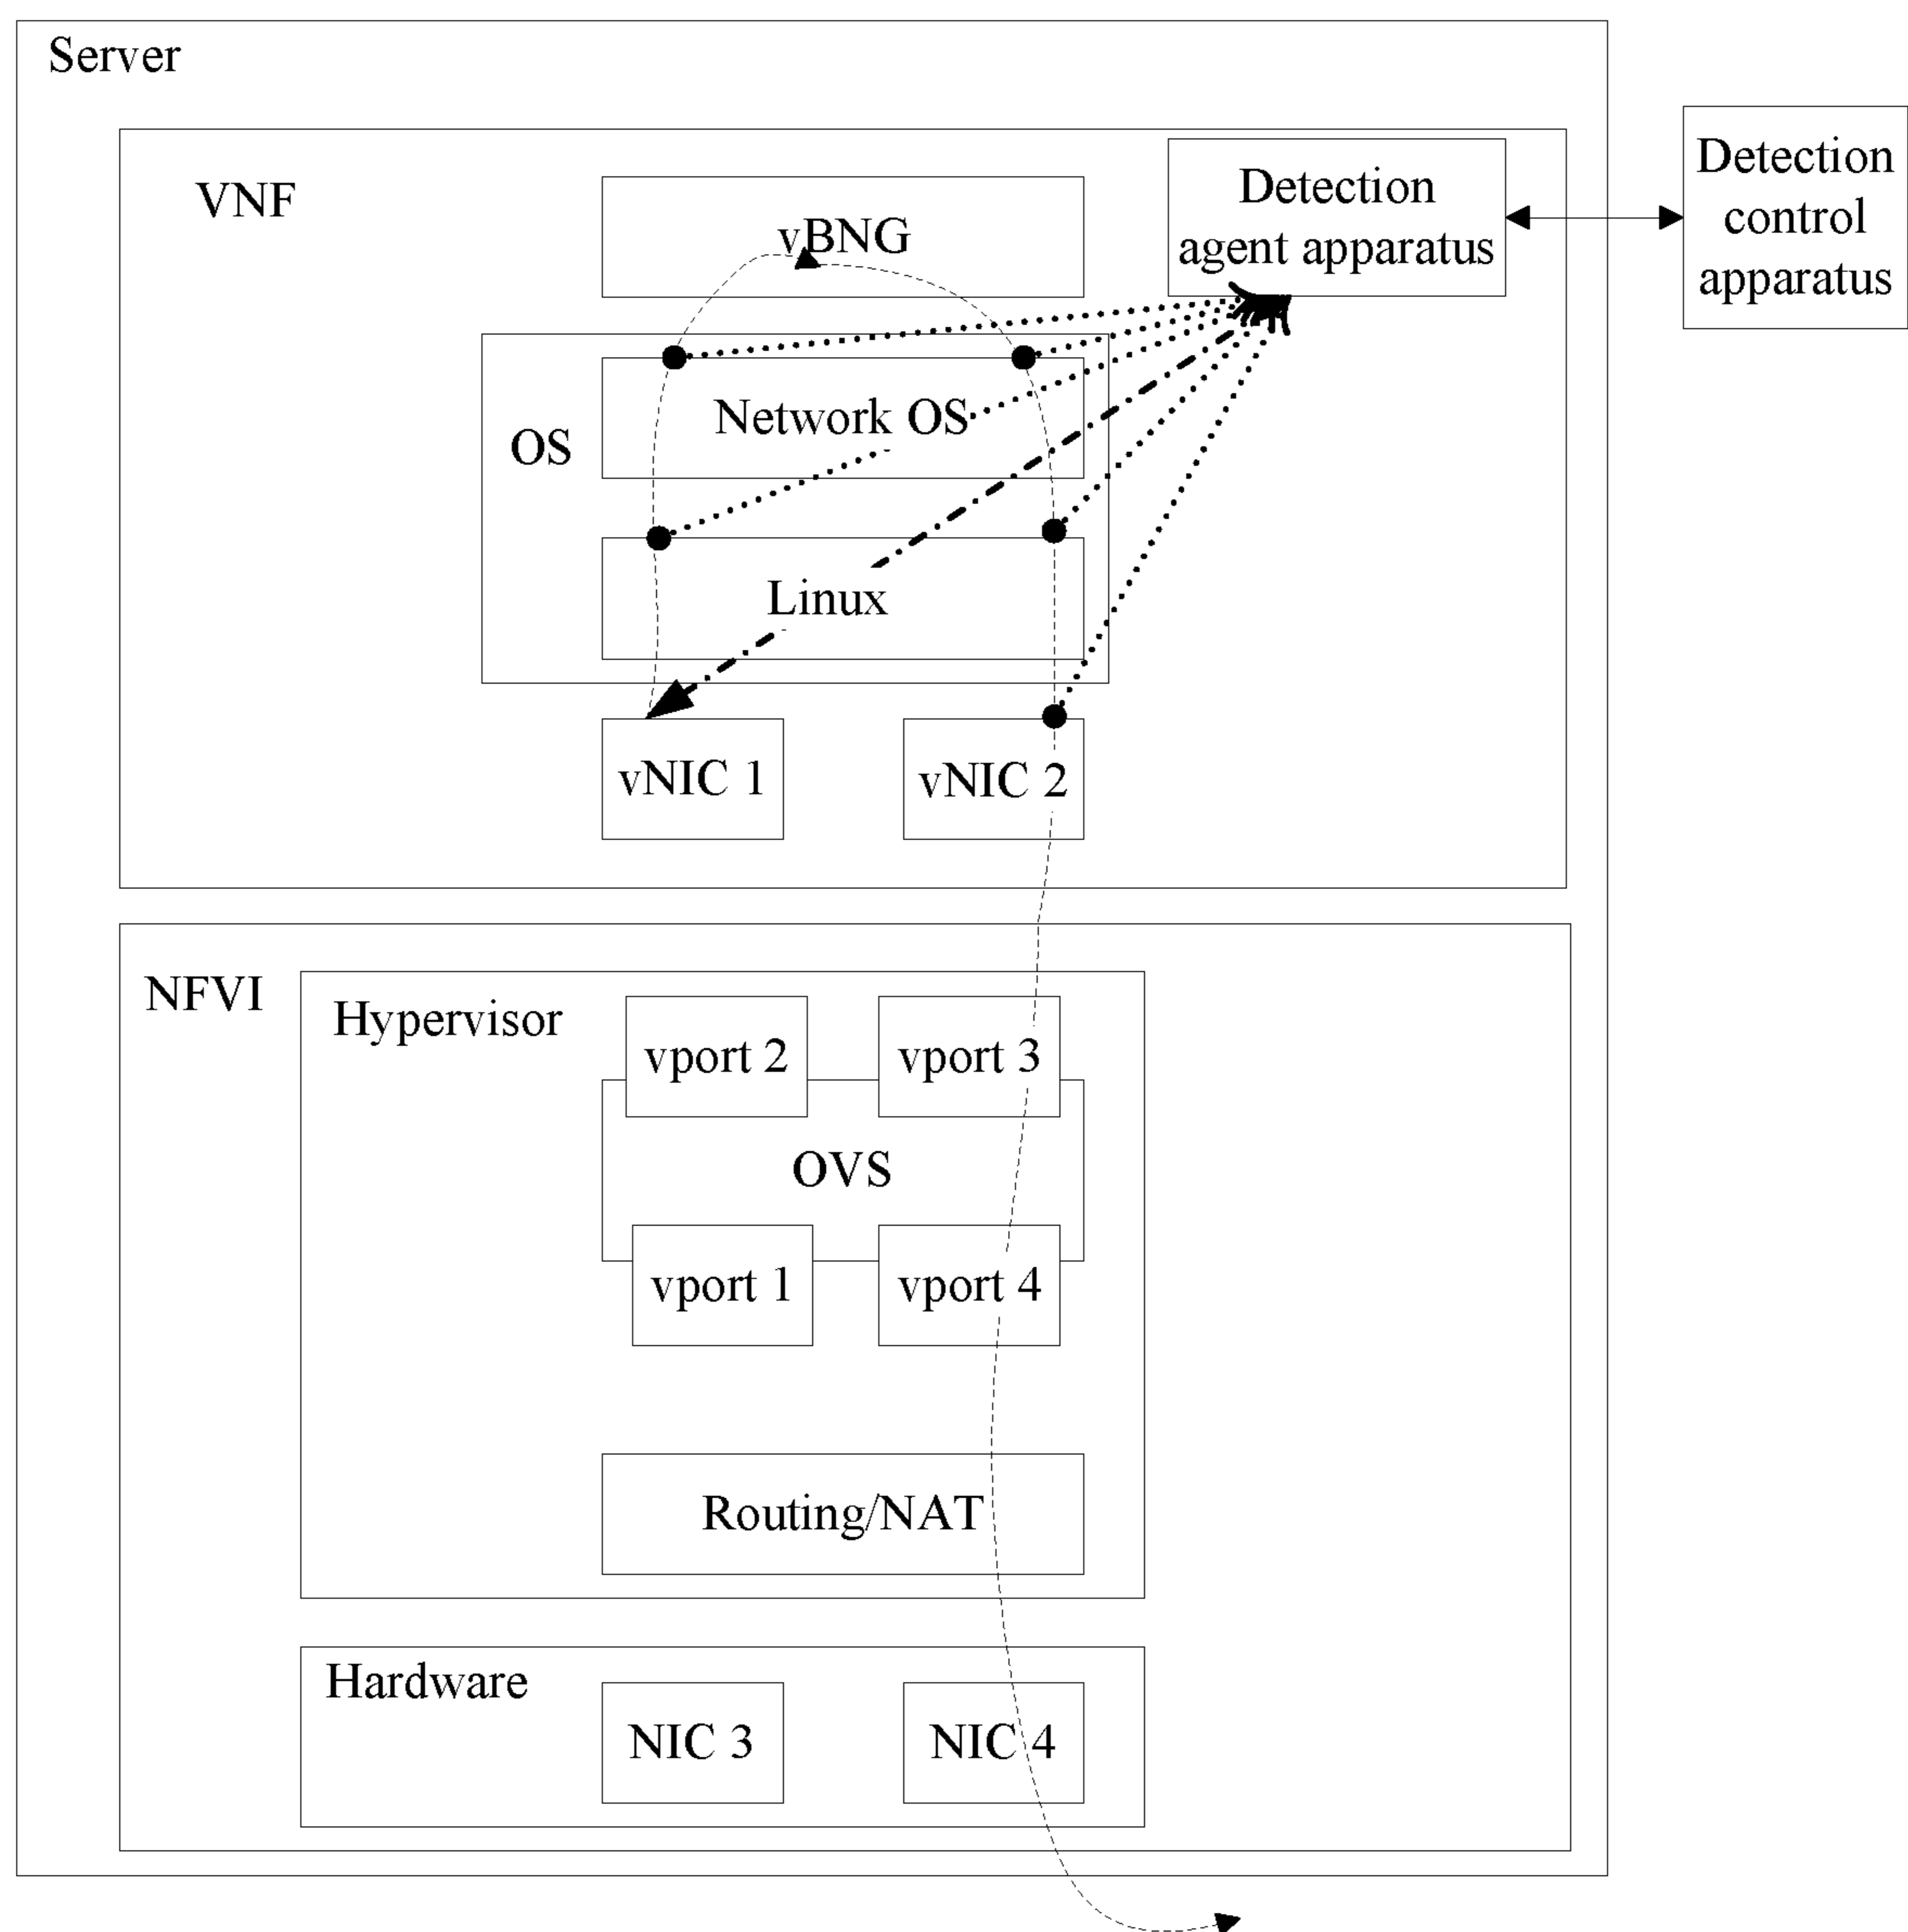 Server
VNF
vBNG
Detection
agent apparatus
Detection
control
apparatus
OS
Network OS
Linux
vNIC 1
vNIC 2
NFVI
Hypervisor
vport 2
vport 3
OVS
vport 1
vport 4
Routing/NAT
Hardware
NIC 3
NIC 4